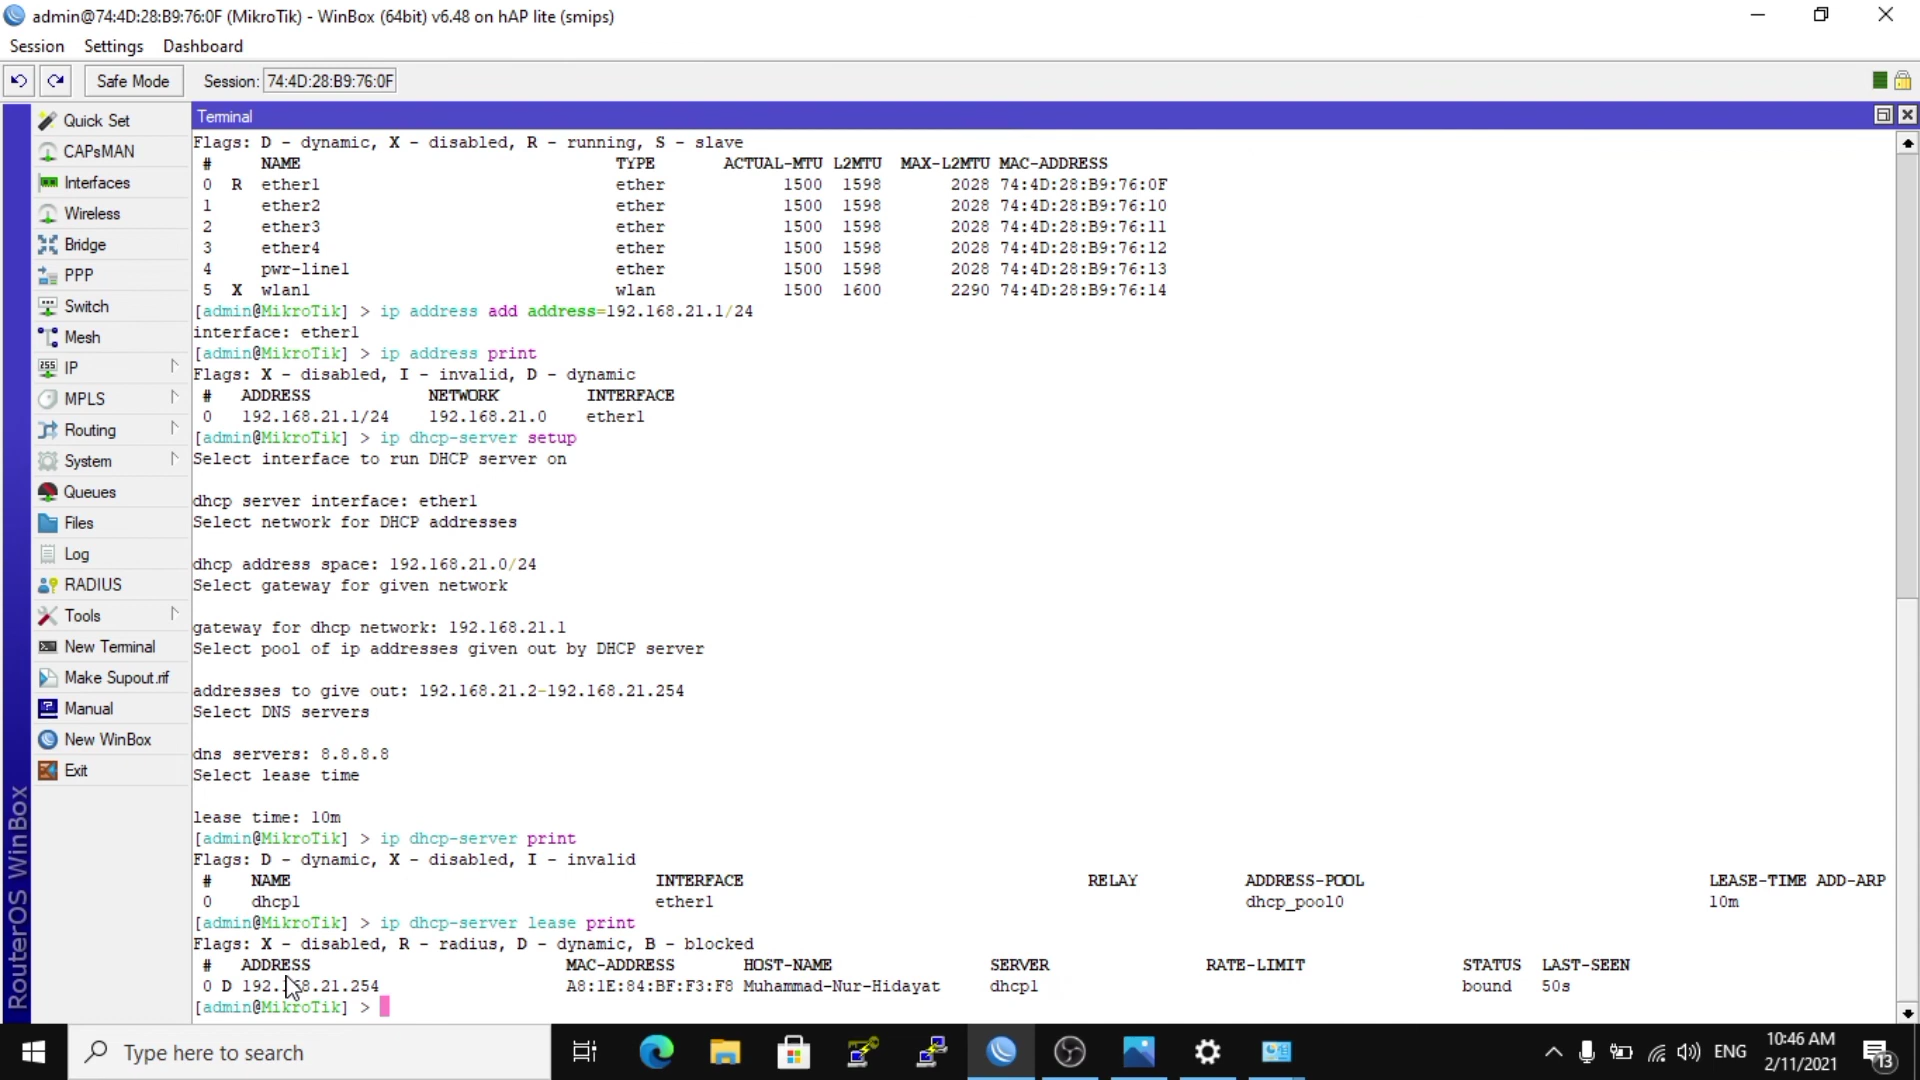 admin@74:4D:28:B9:76:0F (MikroTik) - WinBox (64bit) v6.48 on hAP lite (smips)
Session Settings Dashboard
Safe Mode Session: 74:4D:28:B9:76:0F
Quick Set
CAPsMAN
Interfaces
Wireless
Bridge
PPP
Switch
Mesh
255 IP
MPLS
Routing
System
Queues
Files
Log
RADIUS
Tools
New Terminal
Make Supout.rif
Manual
New WinBox
Exit
RouterOS WinBox
Terminal
Flags: D - dynamic, X - disabled, R - running, S - slave
# NAME TYPE ACTUAL-MTU L2MTU MAX-L2MTU MAC-ADDRESS
0 R ether1 ether 1500 1598 2028 74:4D:28:B9:76:0F
1 ether2 ether 1500 1598 2028 74:4D:28:B9:76:10
2 ether3 ether 1500 1598 2028 74:4D:28:B9:76:11
3 ether4 ether 1500 1598 2028 74:4D:28:B9:76:12
4 pwr-line1 ether 1500 1598 2028 74:4D:28:B9:76:13
5 X wlan1 wlan 1500 1600 2290 74:4D:28:B9:76:14
[admin@MikroTik] > ip address add address=192.168.21.1/24
interface: ether1
[admin@MikroTik] > ip address print
Flags: X - disabled, I - invalid, D - dynamic
# ADDRESS NETWORK INTERFACE
0 192.168.21.1/24 192.168.21.0 ether1
[admin@MikroTik] > ip dhcp-server setup
Select interface to run DHCP server on
dhcp server interface: ether1
Select network for DHCP addresses
dhcp address space: 192.168.21.0/24
Select gateway for given network
gateway for dhcp network: 192.168.21.1
Select pool of ip addresses given out by DHCP server
addresses to give out: 192.168.21.2-192.168.21.254
Select DNS servers
dns servers: 8.8.8.8
Select lease time
lease time: 10m
[admin@MikroTik] > ip dhcp-server print
Flags: D - dynamic, X - disabled, I - invalid
# NAME INTERFACE RELAY ADDRESS-POOL LEASE-TIME ADD-ARP
0 dhcp1 ether1 dhcp_pool0 10m
[admin@MikroTik] > ip dhcp-server lease print
Flags: X - disabled, R - radius, D - dynamic, B - blocked
# ADDRESS MAC-ADDRESS HOST-NAME SERVER RATE-LIMIT STATUS LAST-SEEN
0 D 192.168.21.254 A8:1E:84:BF:F3:F8 Muhammad-Nur-Hidayat dhcp1 bound 50s
[admin@MikroTik] >
Type here to search
ENG
10:46 AM
2/11/2021
13